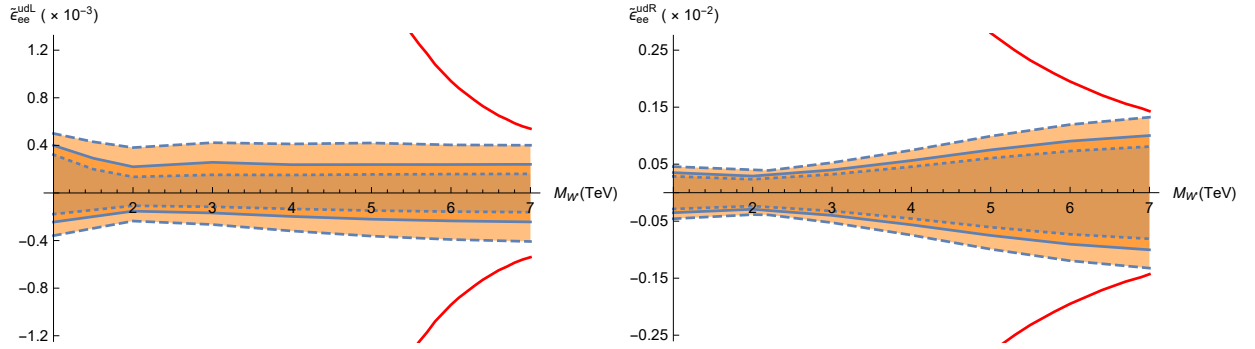 ε̃ee^udL ( × 10⁻³)
1.2
0.8
0.4
-0.4
-0.8
-1.2
2 3 4 5 6 7
M_W'(TeV)
ε̃ee^udR ( × 10⁻²)
0.25
0.15
0.05
-0.05
-0.15
-0.25
2 3 4 5 6 7
M_W'(TeV)